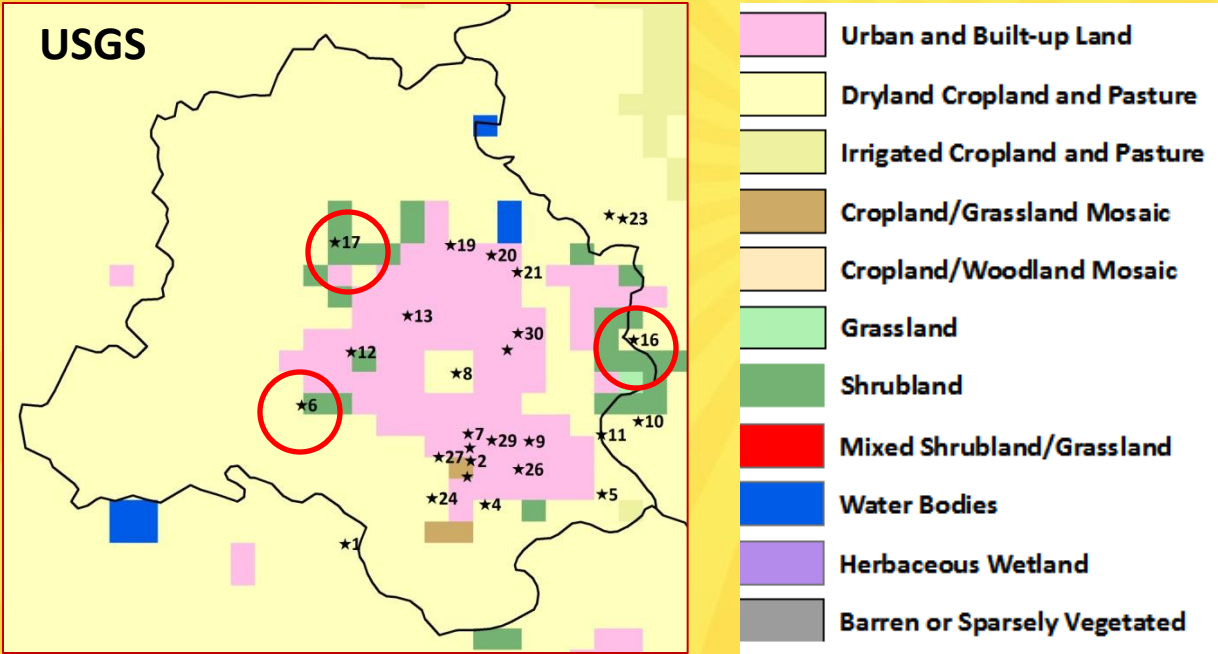 USGS
17
19
20
21
23
13
30
16
12
8
6
10
7
29
9
11
27
2
26
24
4
5
1
Urban and Built-up Land
Dryland Cropland and Pasture
Irrigated Cropland and Pasture
Cropland/Grassland Mosaic
Cropland/Woodland Mosaic
Grassland
Shrubland
Mixed Shrubland/Grassland
Water Bodies
Herbaceous Wetland
Barren or Sparsely Vegetated